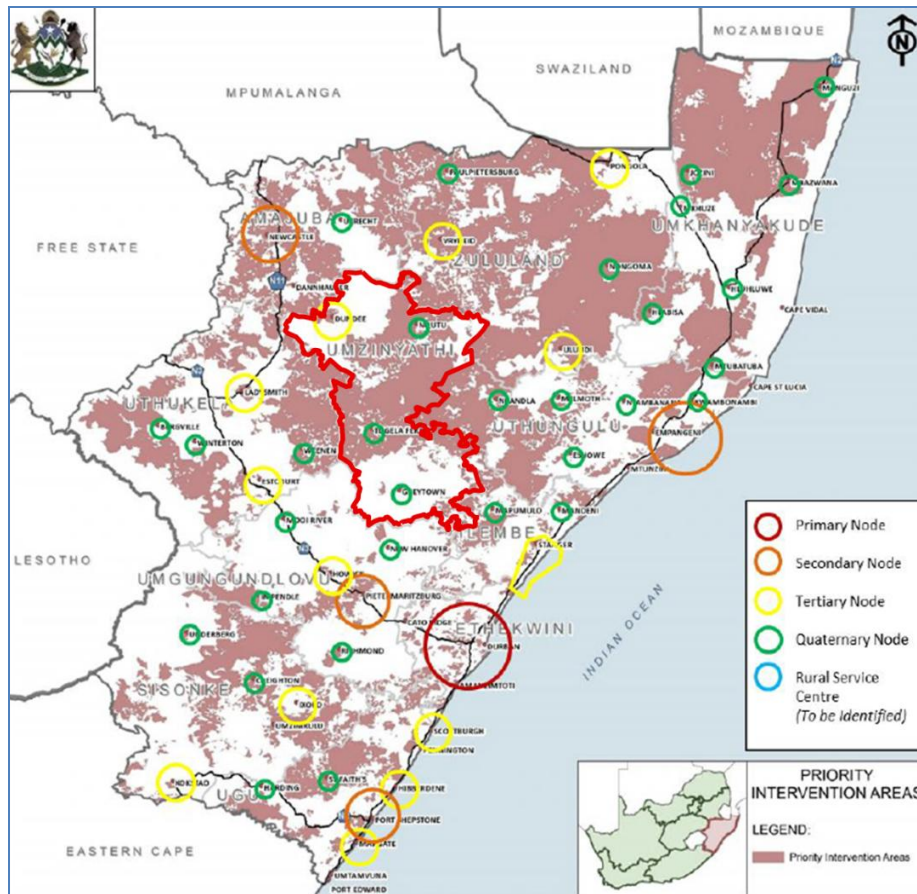 MOZAMBIQUE
N
SWAZILAND
N2
MPUMALANGA
PONGOLA
JOZINI
MBAZWANA
PAULPIETERSBURG
MKHUZE
AMAJUBA
UTRECHT
UMKHANYAKUDE
NEWCASTLE
FREE STATE
ZULULAND
NONGOMA
N11
DANNHAUSER
HLUHLUWE
HLABISA
CAPE VIDAL
DUNDEE
NQUTU
UMZINYATHI
ULUNDI
MTUBATUBA
LADYSMITH
CAPE ST LUCIA
UTHUKELA
NKANDLA
MELMOTH
KWAMBONAMBI
UTHUNGULU
BERGVILLE
TUGELA FERRY
EMPANGENI
WINTERTON
WEENEN
ESHOWE
MTUNZINI
ESTCOURT
GREYTOWN
MAPUMULO
MANDENI
MOOI RIVER
ILEMBE
STANGER
NEW HANOVER
N3
LESOTHO
HOWICK
UMGUNGUNDLOVU
PIETERMARITZBURG
IMPENDLE
CATO RIDGE
ETHEKWINI
UNDERBERG
DURBAN
RICHMOND
INDIAN OCEAN
AMANZIMTOTI
CREIGHTON
SISONKE
IXOPO
UMZIMKULU
SCOTTBURGH
PENNINGTON
KOKSTAD
ST FAITH'S
HARDING
HIBBERDENE
UGU
PORT SHEPSTONE
MARGATE
EASTERN CAPE
UMTAMVUNA
PORT EDWARD
Primary Node
Secondary Node
Tertiary Node
Quaternary Node
Rural Service
Centre
(To be Identified)
PRIORITY
INTERVENTION AREAS
LEGEND:
Priority Intervention Areas